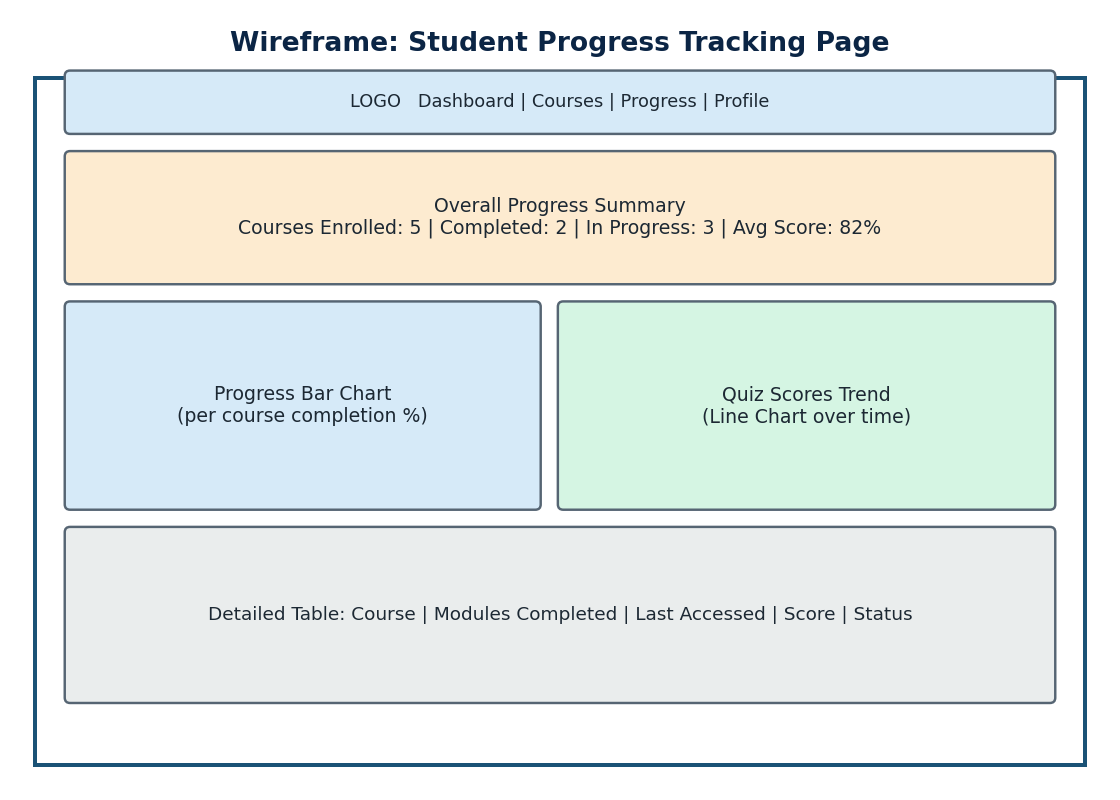 Wireframe: Student Progress Tracking Page
LOGO   Dashboard | Courses | Progress | Profile
Overall Progress Summary
Courses Enrolled: 5 | Completed: 2 | In Progress: 3 | Avg Score: 82%
Progress Bar Chart
(per course completion %)
Quiz Scores Trend
(Line Chart over time)
Detailed Table: Course | Modules Completed | Last Accessed | Score | Status